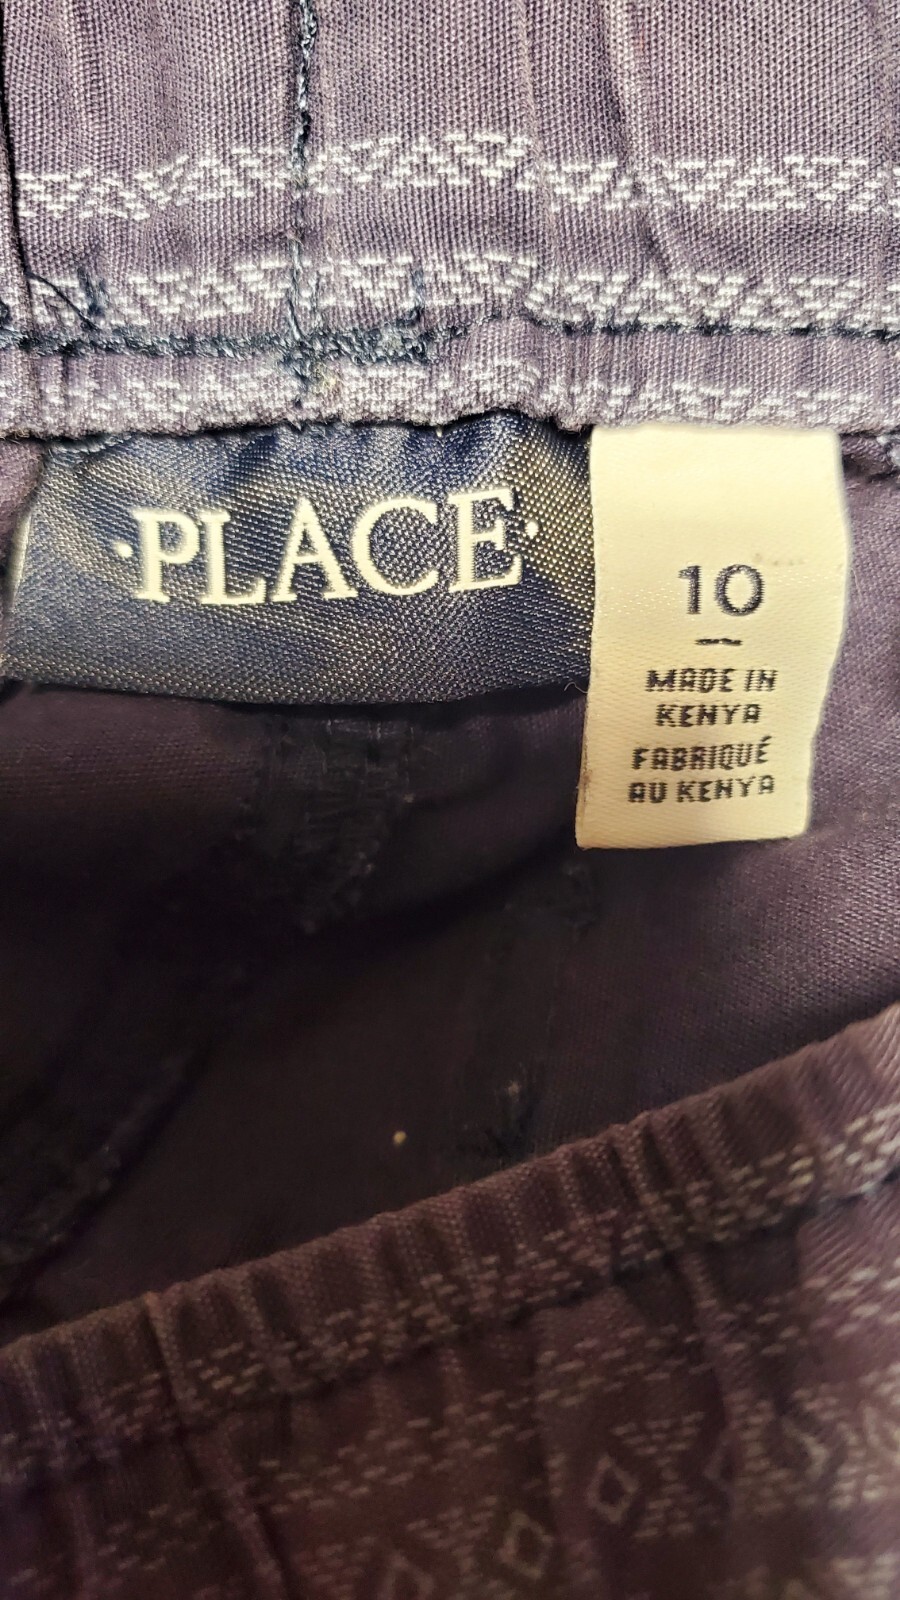 ·PLACE·
10
MADE IN
KENYA
FABRIQUÉ
AU KENYA